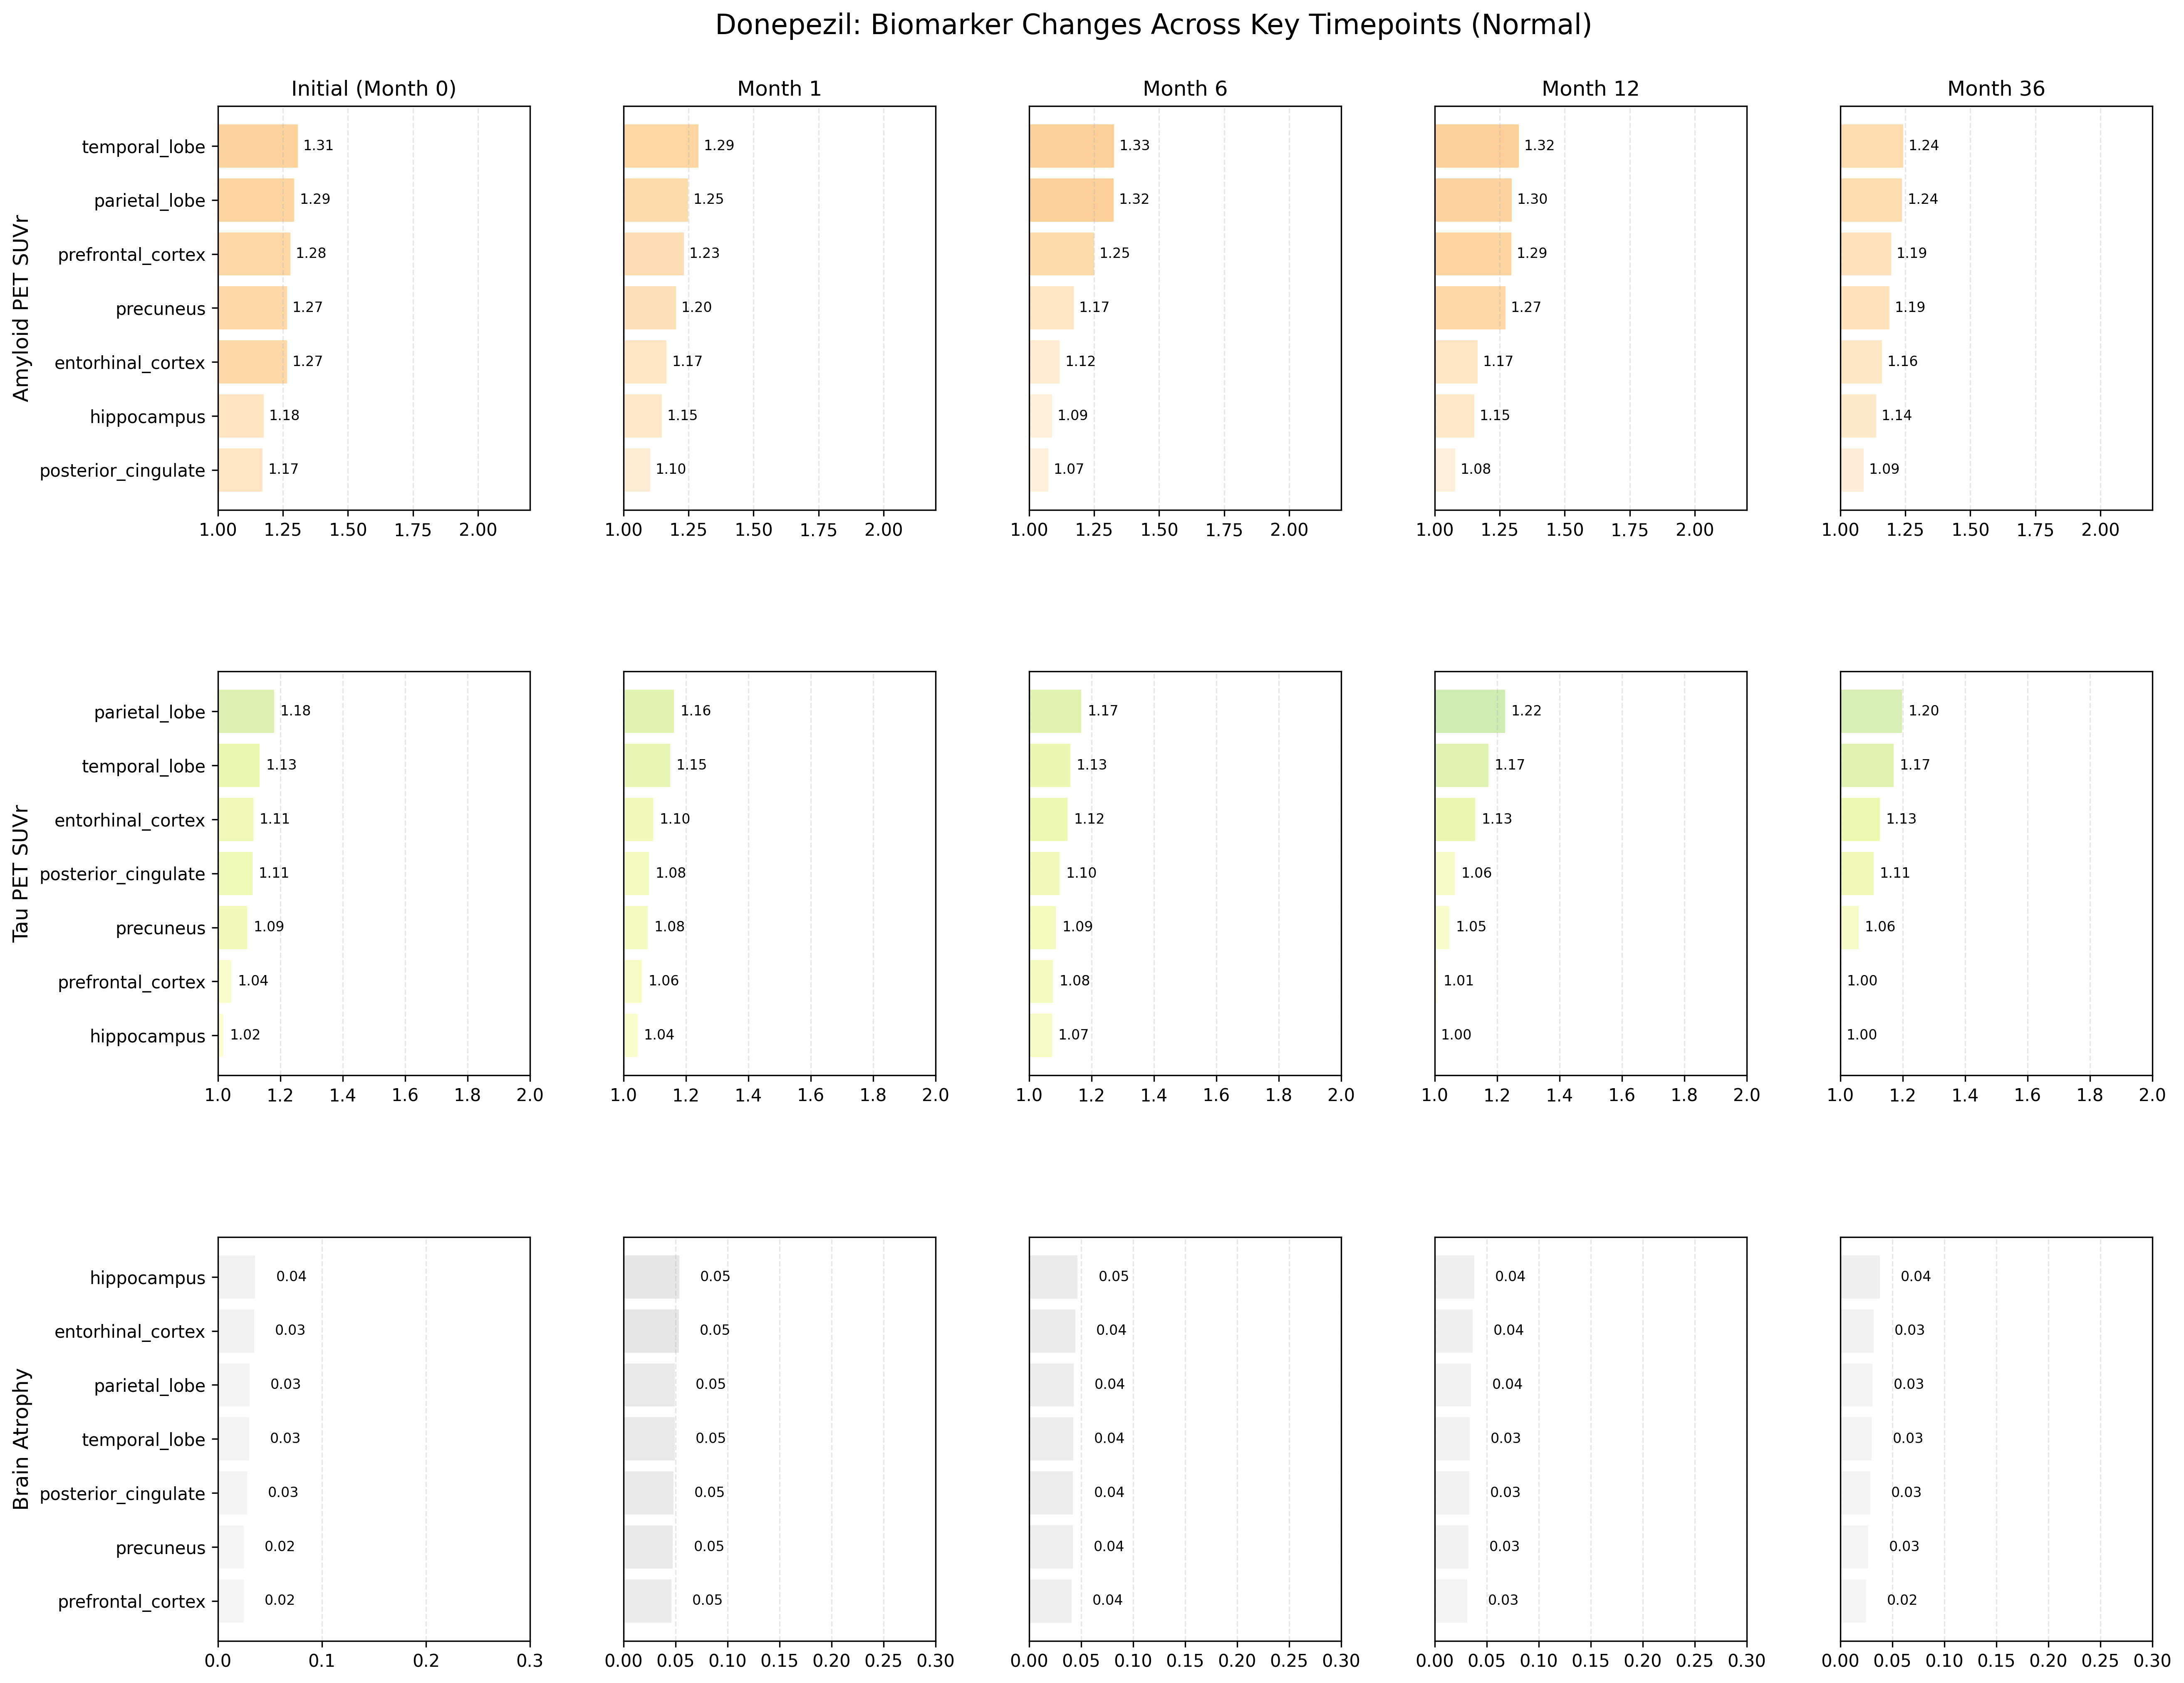 Donepezil: Biomarker Changes Across Key Timepoints (Normal)
Initial (Month 0)
Month 1
Month 6
Month 12
Month 36
Amyloid PET SUVr
temporal_lobe 1.31 1.29 1.33 1.32 1.24
parietal_lobe 1.29 1.25 1.32 1.30 1.24
prefrontal_cortex 1.28 1.23 1.25 1.29 1.19
precuneus 1.27 1.20 1.17 1.27 1.19
entorhinal_cortex 1.27 1.17 1.12 1.17 1.16
hippocampus 1.18 1.15 1.09 1.15 1.14
posterior_cingulate 1.17 1.10 1.07 1.08 1.09
1.00 1.25 1.50 1.75 2.00 1.00 1.25 1.50 1.75 2.00 1.00 1.25 1.50 1.75 2.00 1.00 1.25 1.50 1.75 2.00 1.00 1.25 1.50 1.75 2.00
Tau PET SUVr
parietal_lobe 1.18 1.16 1.17 1.22 1.20
temporal_lobe 1.13 1.15 1.13 1.17 1.17
entorhinal_cortex 1.11 1.10 1.12 1.13 1.13
posterior_cingulate 1.11 1.08 1.10 1.06 1.11
precuneus 1.09 1.08 1.09 1.05 1.06
prefrontal_cortex 1.04 1.06 1.08 1.01 1.00
hippocampus 1.02 1.04 1.07 1.00 1.00
1.0 1.2 1.4 1.6 1.8 2.0 1.0 1.2 1.4 1.6 1.8 2.0 1.0 1.2 1.4 1.6 1.8 2.0 1.0 1.2 1.4 1.6 1.8 2.0 1.0 1.2 1.4 1.6 1.8 2.0
Brain Atrophy
hippocampus 0.04 0.05 0.05 0.04 0.04
entorhinal_cortex 0.03 0.05 0.04 0.04 0.03
parietal_lobe 0.03 0.05 0.04 0.04 0.03
temporal_lobe 0.03 0.05 0.04 0.03 0.03
posterior_cingulate 0.03 0.05 0.04 0.03 0.03
precuneus 0.02 0.05 0.04 0.03 0.03
prefrontal_cortex 0.02 0.05 0.04 0.03 0.02
0.0 0.1 0.2 0.3 0.00 0.05 0.10 0.15 0.20 0.25 0.30 0.00 0.05 0.10 0.15 0.20 0.25 0.30 0.00 0.05 0.10 0.15 0.20 0.25 0.30 0.00 0.05 0.10 0.15 0.20 0.25 0.30